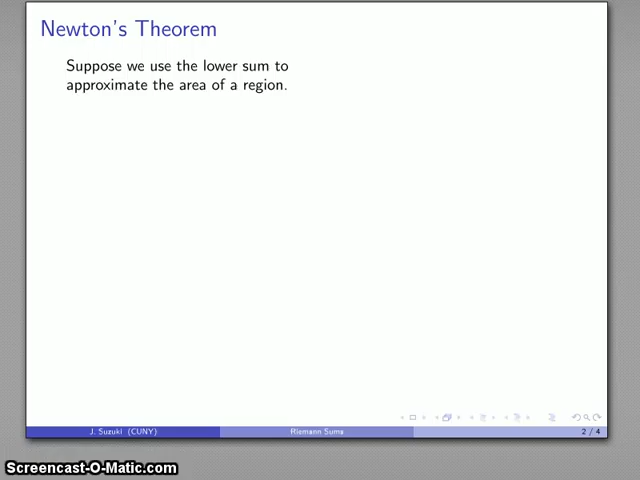 Newton's Theorem
Suppose we use the lower sum to
approximate the area of a region.
J. Suzuki (CUNY)
Riemann Sums
2 / 4
Screencast-O-Matic.com